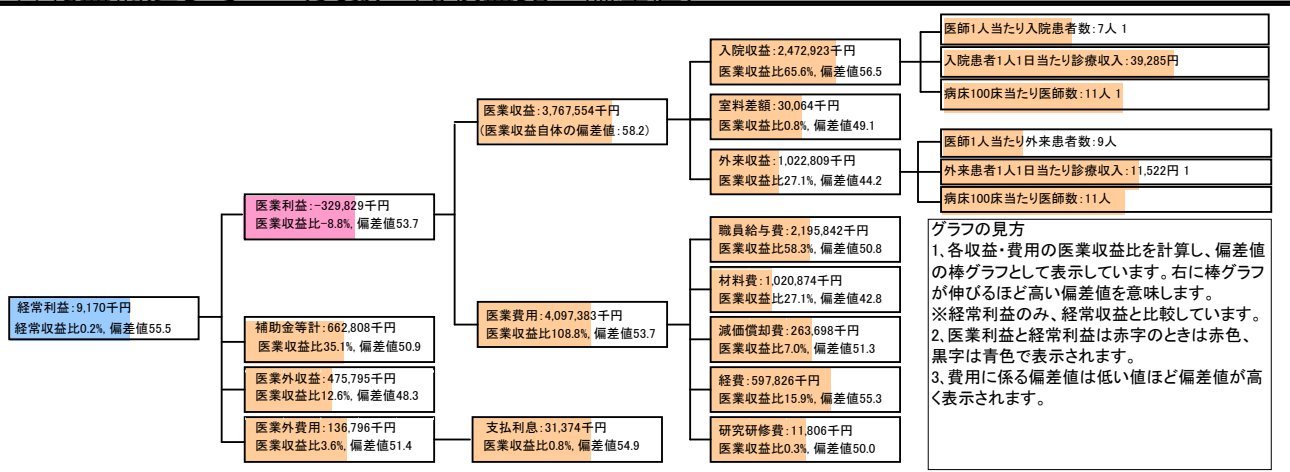 経常利益:9,170千円
経常収益比0.2%, 偏差値55.5
医業利益:-329,829千円
医業収益比-8.8%, 偏差値53.7
補助金等計:662,808千円
医業収益比35.1%, 偏差値50.9
医業外収益:475,795千円
医業収益比12.6%, 偏差値48.3
医業外費用:136,796千円
医業収益比3.6%, 偏差値51.4
医業収益:3,767,554千円
(医業収益自体の偏差値:58.2)
医業費用:4,097,383千円
医業収益比108.8%, 偏差値53.7
支払利息:31,374千円
医業収益比0.8%, 偏差値54.9
入院収益:2,472,923千円
医業収益比65.6%, 偏差値56.5
室料差額:30,064千円
医業収益比0.8%, 偏差値49.1
外来収益:1,022,809千円
医業収益比27.1%, 偏差値44.2
職員給与費:2,195,842千円
医業収益比58.3%, 偏差値50.8
材料費:1,020,874千円
医業収益比27.1%, 偏差値42.8
減価償却費:263,698千円
医業収益比7.0%, 偏差値51.3
経費:597,826千円
医業収益比15.9%, 偏差値55.3
研究研修費:11,806千円
医業収益比0.3%, 偏差値50.0
医師1人当たり入院患者数:7人 1
入院患者1人1日当たり診療収入:39,285円
病床100床当たり医師数:11人 1
医師1人当たり外来患者数:9人
外来患者1人1日当たり診療収入:11,522円 1
病床100床当たり医師数:11人
グラフの見方
1、各収益・費用の医業収益比を計算し、偏差値
の棒グラフとして表示しています。右に棒グラフ
が伸びるほど高い偏差値を意味します。
※経常利益のみ、経常収益と比較しています。
2、医業利益と経常利益は赤字のときは赤色、
黒字は青色で表示されます。
3、費用に係る偏差値は低い値ほど偏差値が高
く表示されます。